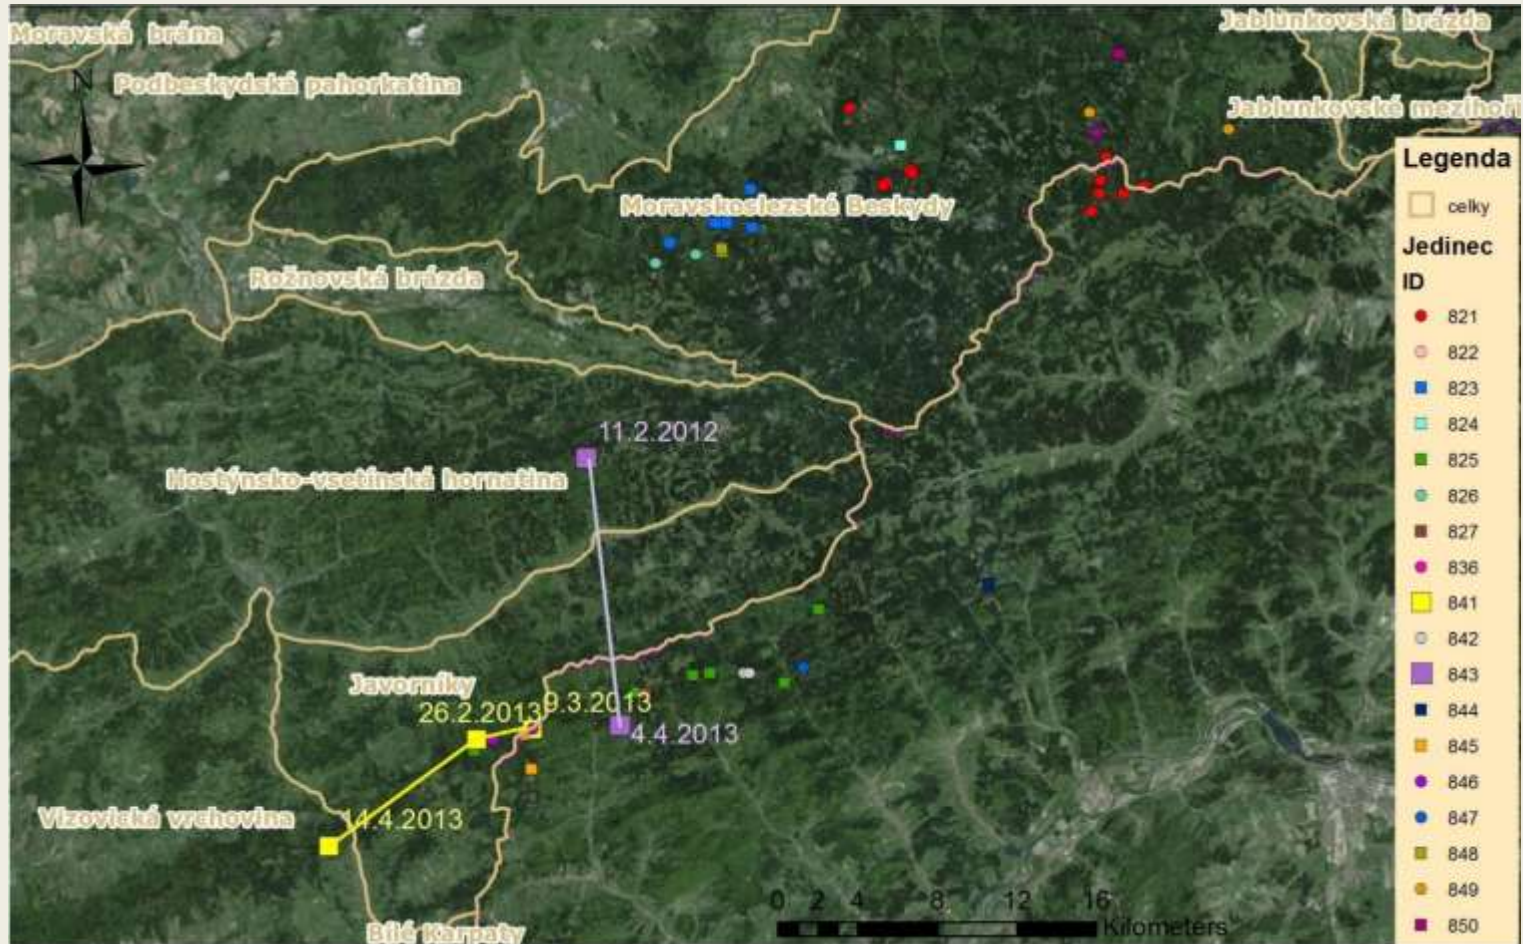 Moravská brána
Jablůnkovská brázda
N
Podbeskydská pahorkatina
Jablunkovské mezihoří
Moravskoslezské Beskydy
Rožnovská brázda
11.2.2012
Hostýnsko-vsetínská hornatina
Javorníky
26.2.2013
9.3.2013
4.4.2013
Vizovická vrchovina
14.4.2013
Bílé Karpaty
0 2 4 8 12 16
Kilometers
Legenda
celky
Jedinec
ID
821
822
823
824
825
826
827
836
841
842
843
844
845
846
847
848
849
850